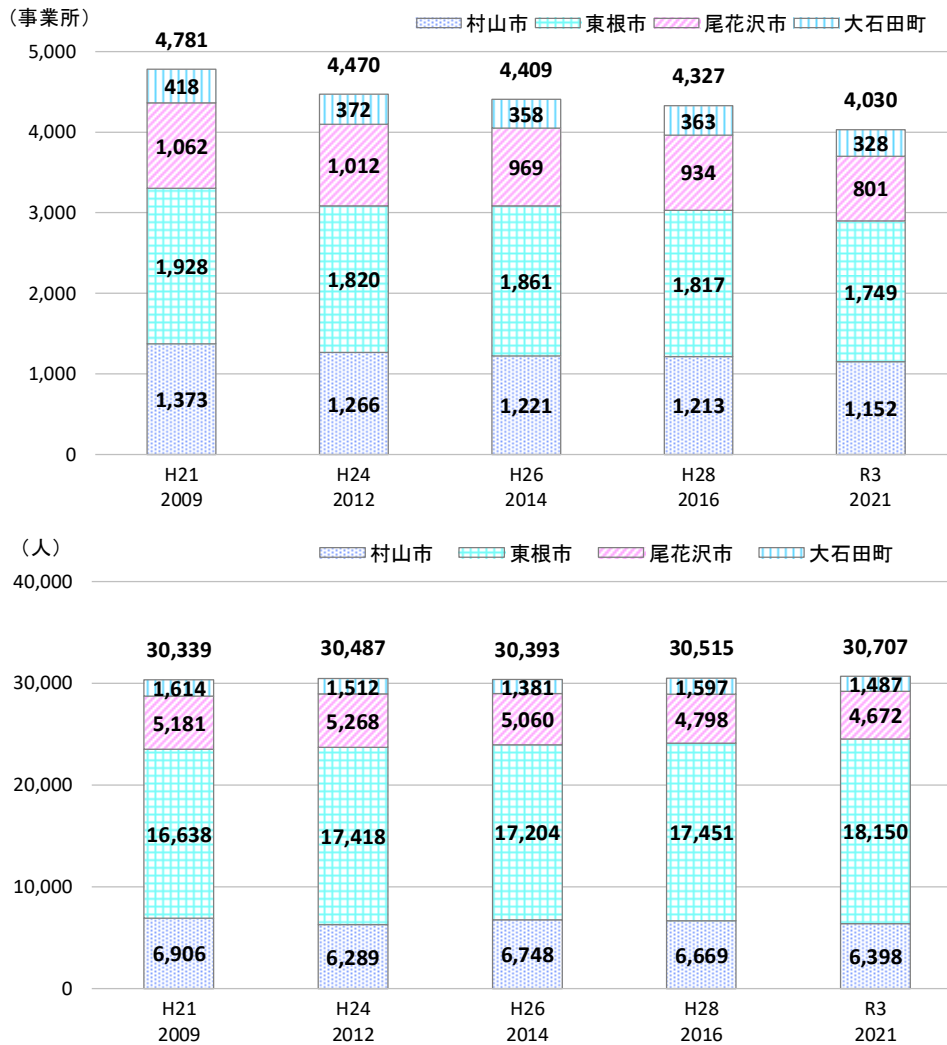 （事業所）
村山市 東根市 尾花沢市 大石田町
4,781 4,470 4,409 4,327 4,030
5,000
4,000
3,000
2,000
1,000
0
418 372 358 363 328
1,062 1,012 969 934 801
1,928 1,820 1,861 1,817 1,749
1,373 1,266 1,221 1,213 1,152
H21 H24 H26 H28 R3
2009 2012 2014 2016 2021
（人）
村山市 東根市 尾花沢市 大石田町
40,000
30,000
20,000
10,000
0
30,339 30,487 30,393 30,515 30,707
1,614 1,512 1,381 1,597 1,487
5,181 5,268 5,060 4,798 4,672
16,638 17,418 17,204 17,451 18,150
6,906 6,289 6,748 6,669 6,398
H21 H24 H26 H28 R3
2009 2012 2014 2016 2021